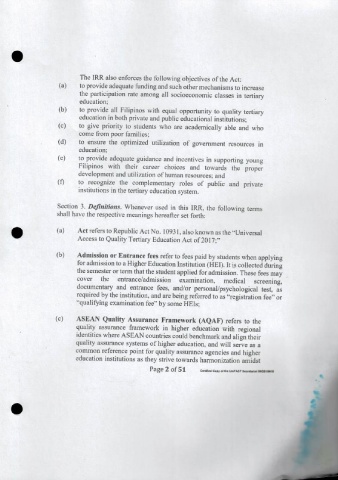 The IRR also enforces the following objectives of the Act:
(a) to provide adequate funding and such other mechanisms to increase
the participation rate among all socioeconomic classes in tertiary
education;
(b) to provide all Filipinos with equal opportunity to quality tertiary
education in both private and public educational institutions;
(c) to give priority to students who are academically able and who
come from poor families;
(d) to ensure the optimized utilization of government resources in
education;
(e) to provide adequate guidance and incentives in supporting young
Filipinos with their career choices and towards the proper
development and utilization of human resources; and
(f) to recognize the complementary roles of public and private
institutions in the tertiary education system.
Section 3. Definitions. Whenever used in this IRR, the following terms
shall have the respective meanings hereafter set forth:
(a) Act refers to Republic Act No. 10931, also known as the "Universal
Access to Quality Tertiary Education Act of 2017;"
(b) Admission or Entrance fees refer to fees paid by students when applying
for admission to a Higher Education Institution (HEI). It is collected during
the semester or term that the student applied for admission. These fees may
cover the entrance/admission examination, medical screening,
documentary and entrance fees, and/or personal/psychological test, as
required by the institution, and are being referred to as "registration fee" or
"qualifying examination fee" by some HEIs;
(c) ASEAN Quality Assurance Framework (AQAF) refers to the
quality assurance framework in higher education with regional
identities where ASEAN countries could benchmark and align their
quality assurance systems of higher education, and will serve as a
common reference point for quality assurance agencies and higher
education institutions as they strive towards harmonization amidst
Page 2 of 51